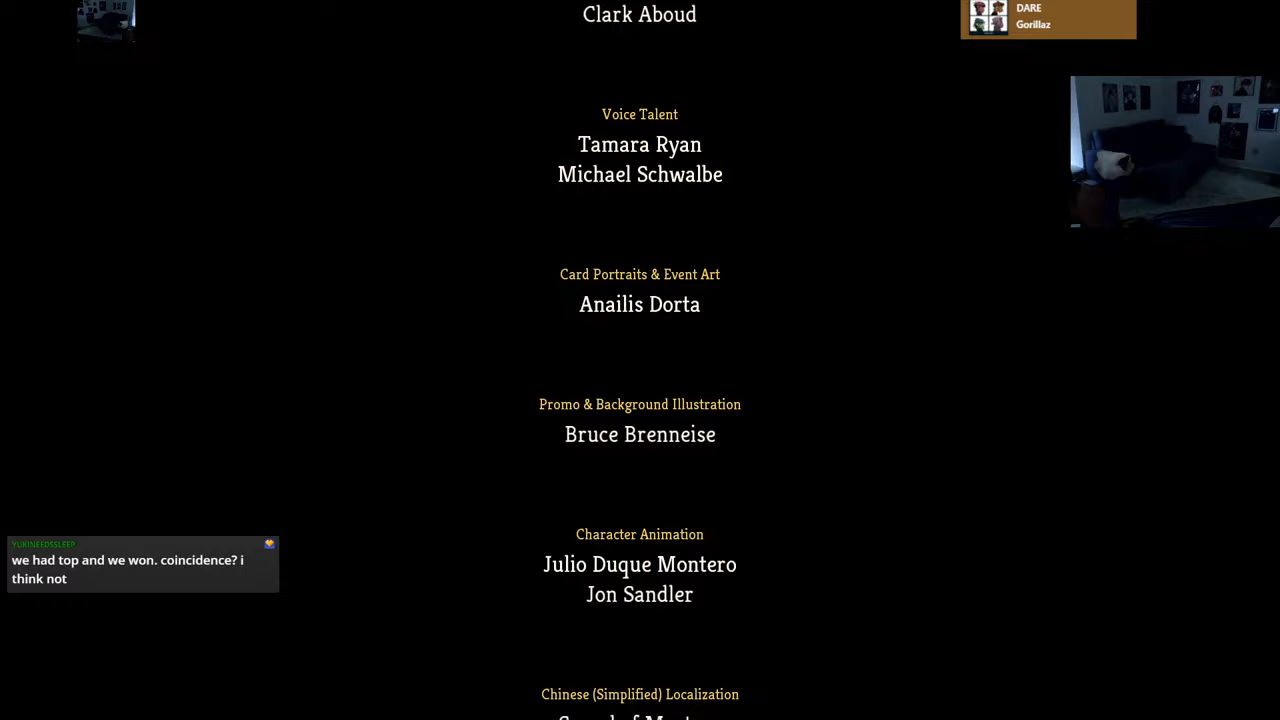 Clark Aboud
DARE
Gorillaz
Voice Talent
Tamara Ryan
Michael Schwalbe
Card Portraits & Event Art
Anailis Dorta
Promo & Background Illustration
Bruce Brenneise
Character Animation
Julio Duque Montero
Jon Sandler
YUKINEEDSSLEEP
we had top and we won. coincidence? i
think not
Chinese (Simplified) Localization